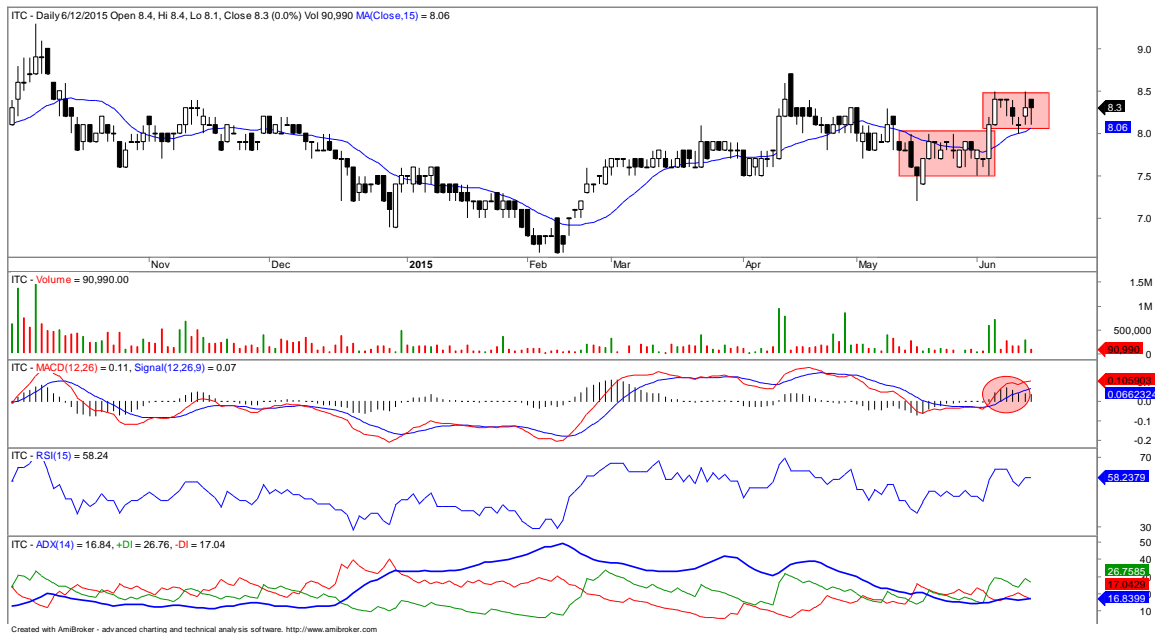 ITC - Daily 6/12/2015 Open 8.4, Hi 8.4, Lo 8.1, Close 8.3 (0.0%) Vol 90,990 MA(Close,15) = 8.06
9.0
8.5
8.3
8.06
8.0
7.5
7.0
Nov Dec 2015 Feb Mar Apr May Jun
ITC - Volume = 90,990.00
1.5M
1M
500,000
90,990
0
ITC - MACD(12,26) = 0.11, Signal(12,26,9) = 0.07
0.105903
0.0662324
0.0
-0.1
-0.2
ITC - RSI(15) = 58.24
70
58.2379
30
ITC - ADX(14) = 16.84, +DI = 26.76, -DI = 17.04
50
40
26.7585
17.0429
16.8399
10
Created with AmiBroker - advanced charting and technical analysis software. http://www.amibroker.com